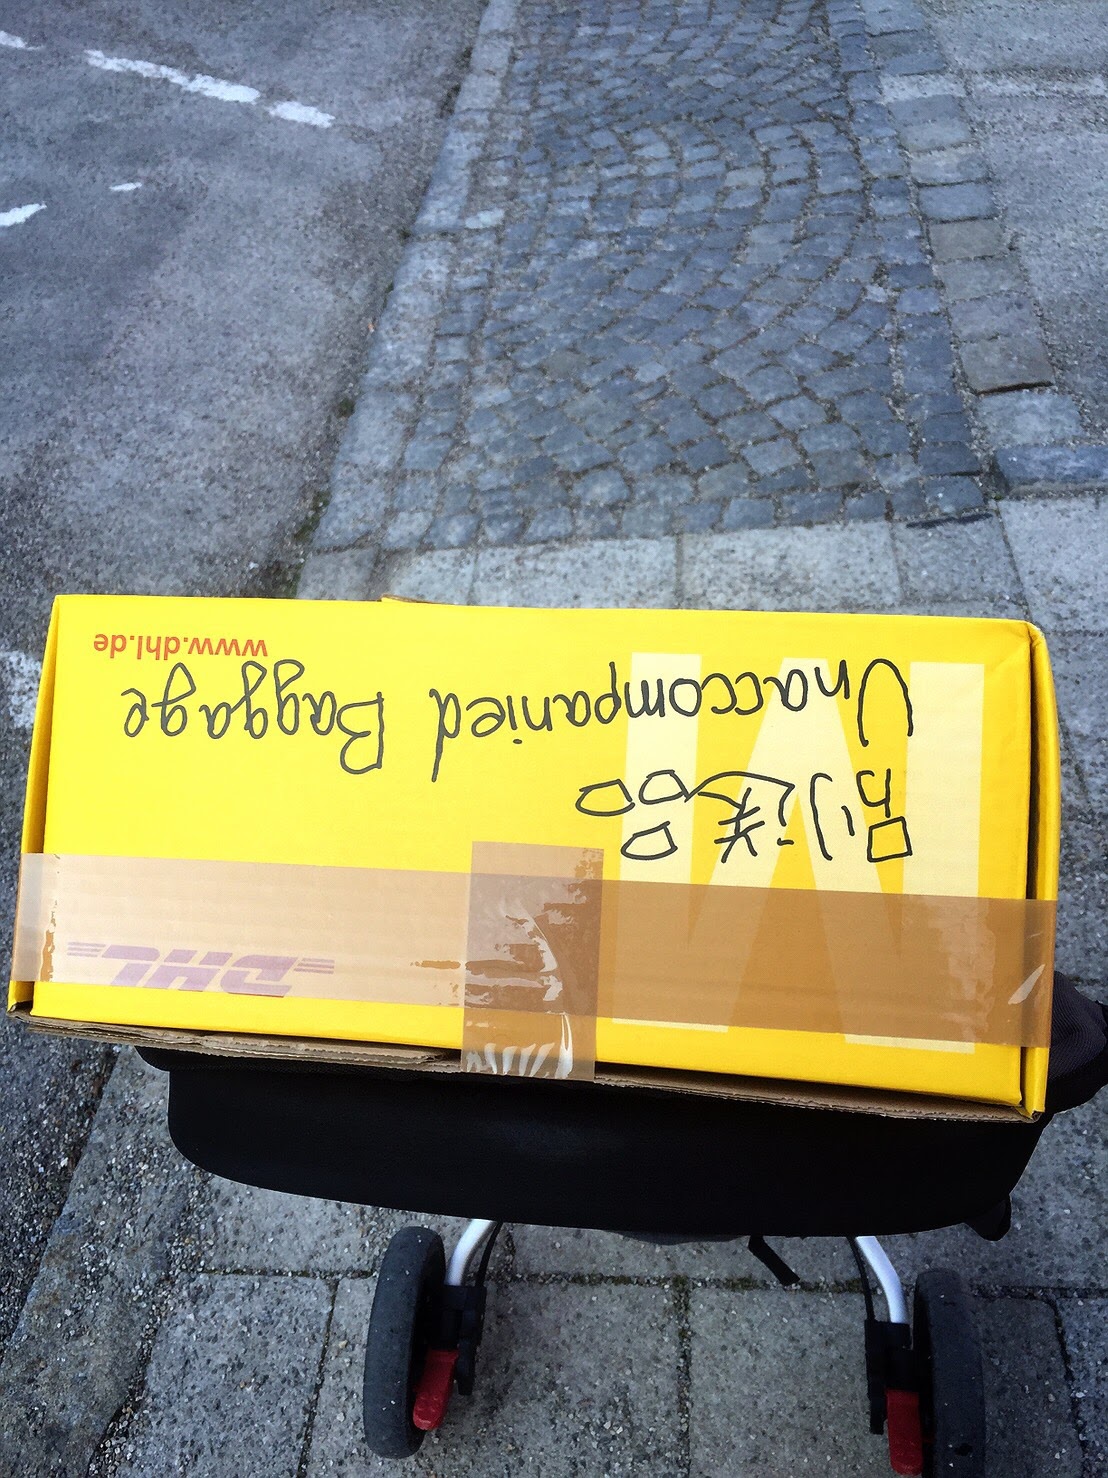 別送品
Unaccompanied Baggage
www.dhl.de
DHL
M